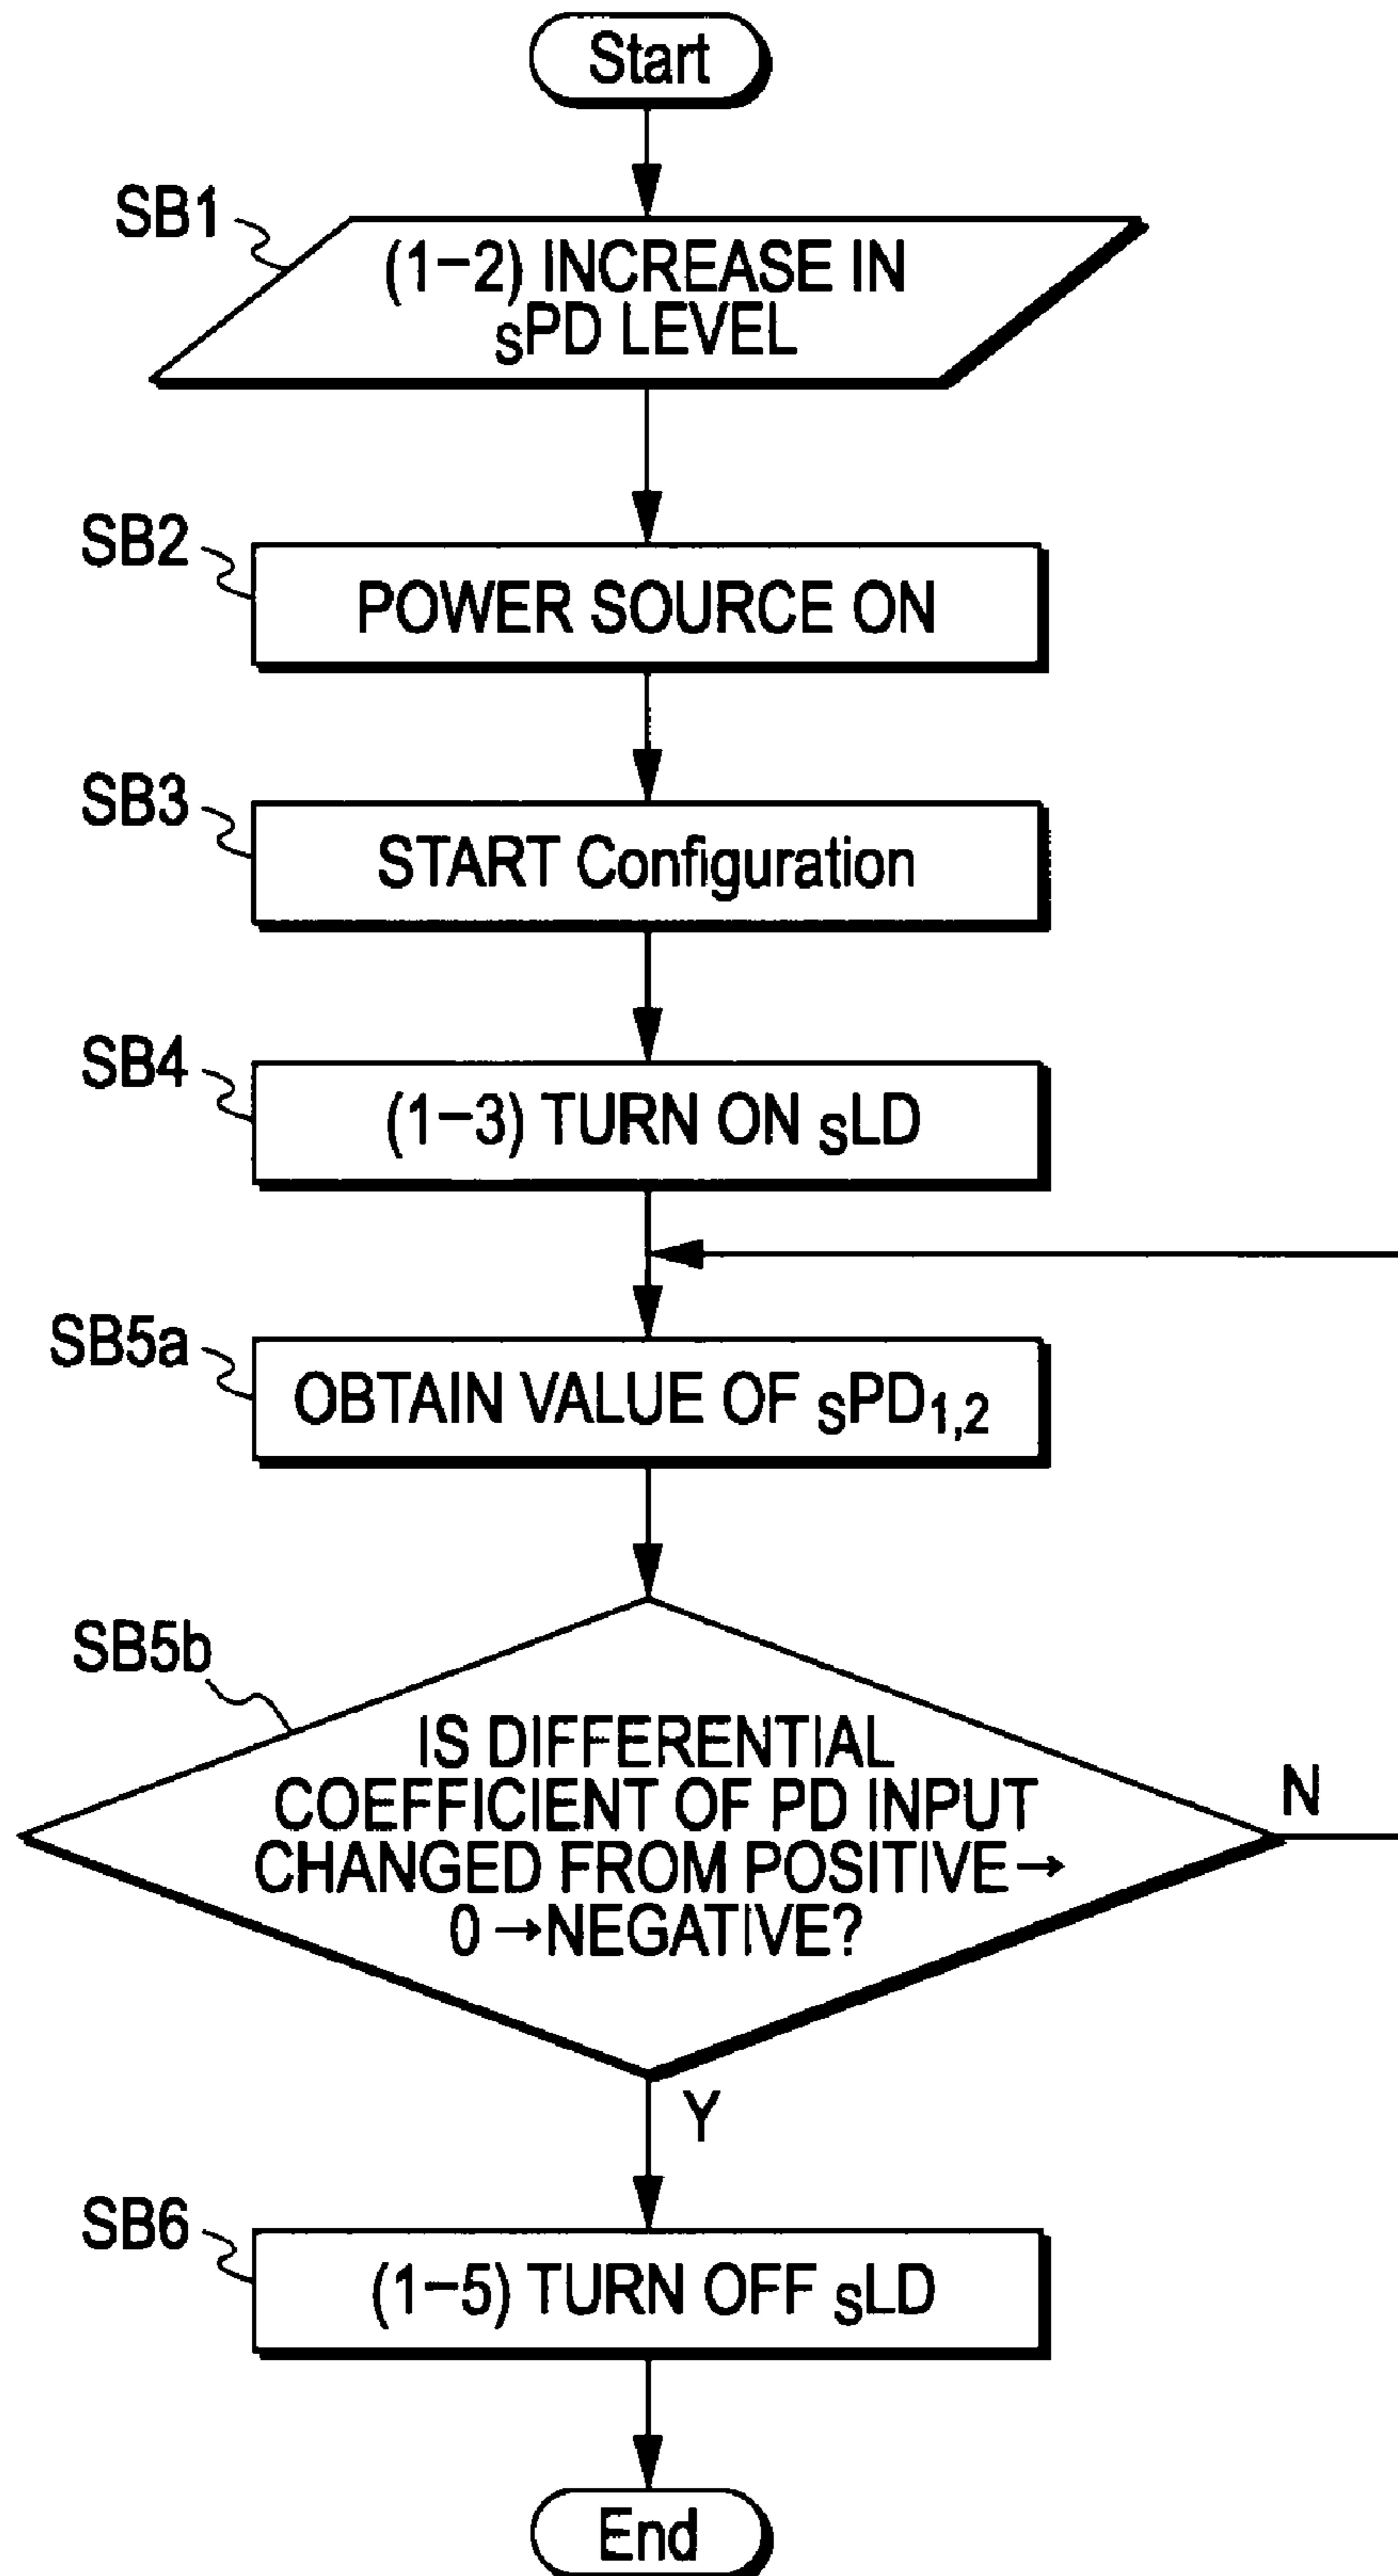 Start
SB1
(1-2) INCREASE IN
sPD LEVEL
SB2
POWER SOURCE ON
SB3
START Configuration
SB4
(1-3) TURN ON sLD
SB5a
OBTAIN VALUE OF sPD1,2
SB5b
IS DIFFERENTIAL
COEFFICIENT OF PD INPUT
CHANGED FROM POSITIVE→
0→NEGATIVE?
N
Y
SB6
(1-5) TURN OFF sLD
End